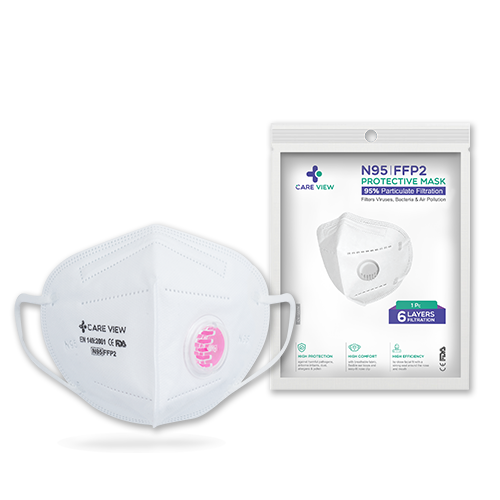 CARE VIEW
EN 149:2001 CE FDA
N95|FFP2
CARE VIEW
N95|FFP2
PROTECTIVE MASK
95% Particulate Filtration
Filters Viruses, Bacteria & Air Pollution
1 Pc
6 LAYERS
FILTRATION
HIGH PROTECTION
HIGH COMFORT
HIGH EFFICIENCY
CE FDA